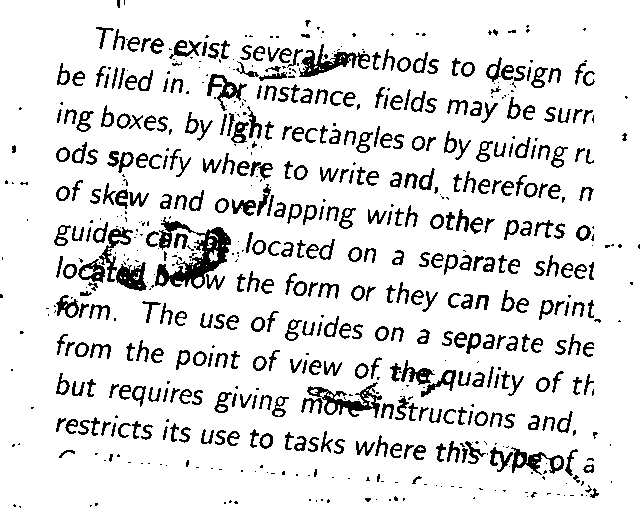 There exist several methods to design fo
be filled in. For instance, fields may be surr
ing boxes, by light rectangles or by guiding ru
ods specify where to write and, therefore, m
of skew and overlapping with other parts of
guides can be located on a separate sheet
located below the form or they can be print
form. The use of guides on a separate she
from the point of view of the quality of th
but requires giving more instructions and,
restricts its use to tasks where this type of a